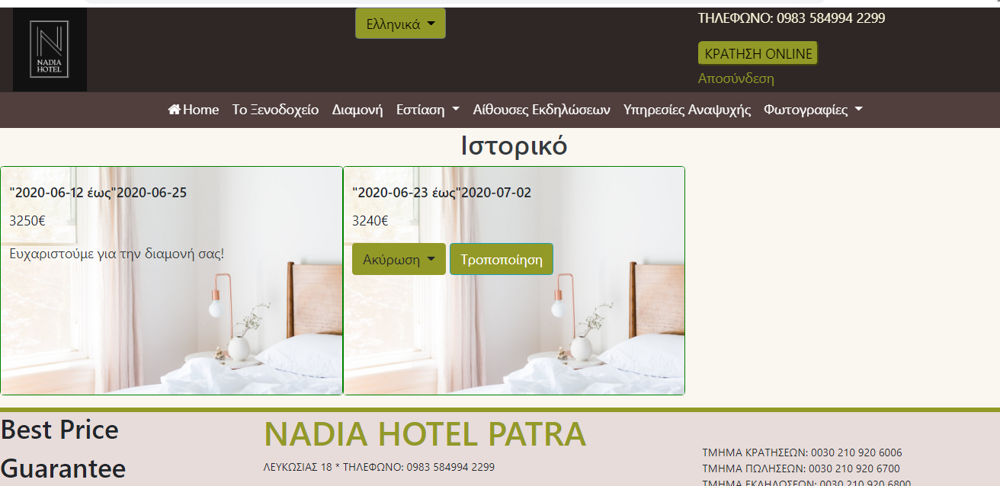 NADIA
HOTEL
Ελληνικά
ΤΗΛΕΦΩΝΟ: 0983 584994 2299
ΚΡΑΤΗΣΗ ONLINE
Αποσύνδεση
Home Το Ξενοδοχείο Διαμονή Εστίαση Αίθουσες Εκδηλώσεων Υπηρεσίες Αναψυχής Φωτογραφίες
Ιστορικό
"2020-06-12 έως"2020-06-25
3250€
Ευχαριστούμε για την διαμονή σας!
"2020-06-23 έως"2020-07-02
3240€
Ακύρωση Τροποποίηση
Best Price
Guarantee
NADIA HOTEL PATRA
ΛΕΥΚΩΣΙΑΣ 18 * ΤΗΛΕΦΩΝΟ: 0983 584994 2299
ΤΜΗΜΑ ΚΡΑΤΗΣΕΩΝ: 0030 210 920 6006
ΤΜΗΜΑ ΠΩΛΗΣΕΩΝ: 0030 210 920 6700
ΤΜΗΜΑ ΕΚΔΗΛΩΣΕΩΝ: 0030 210 920 6800